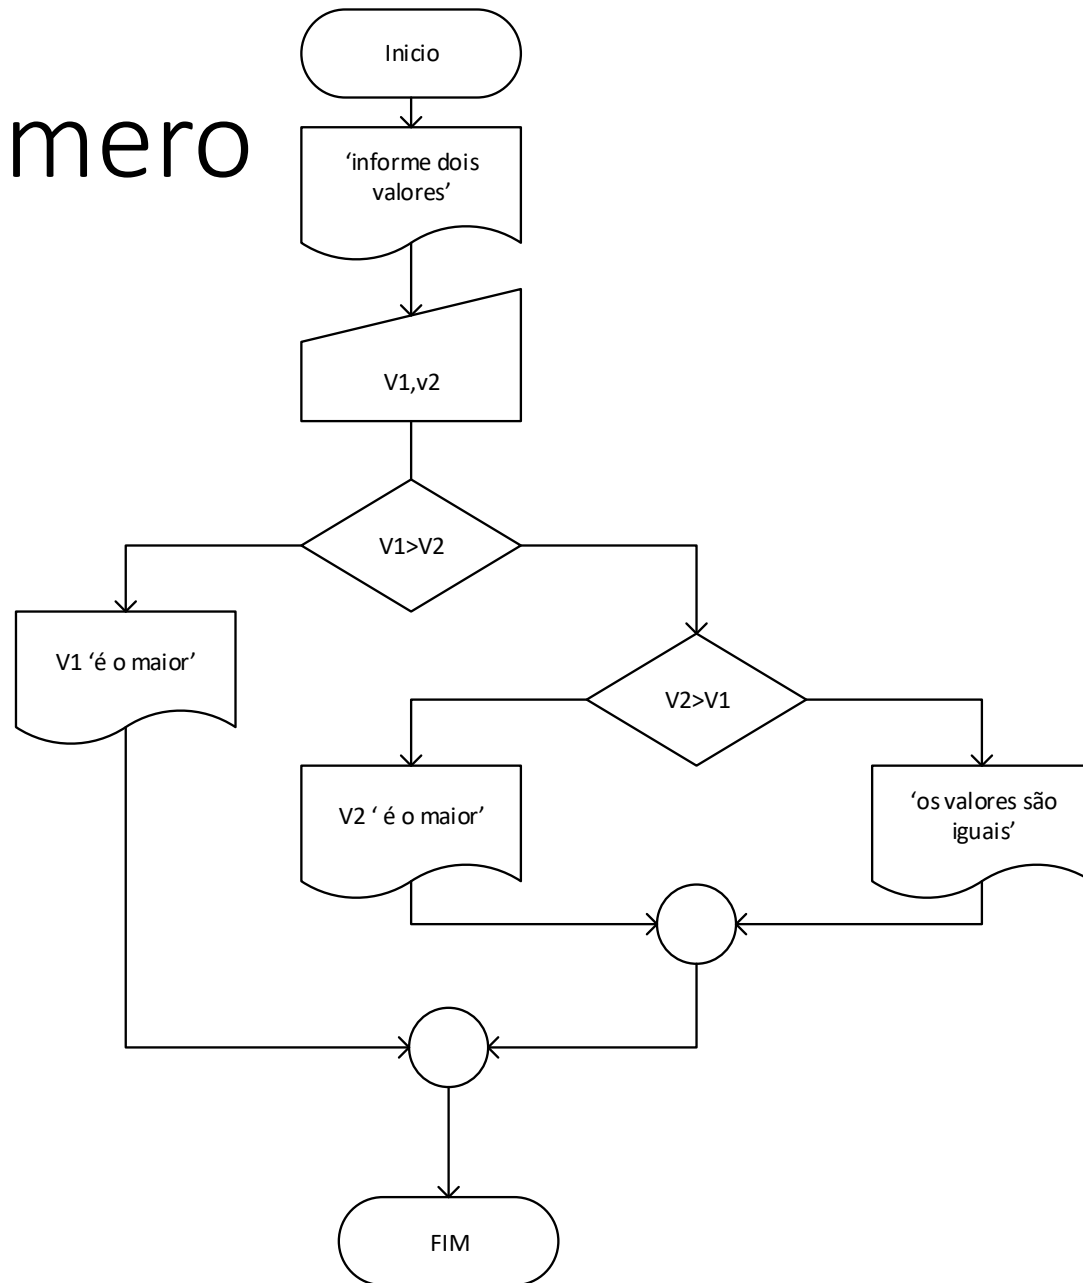 Inicio
mero
‘informe dois
valores’
V1,v2
V1>V2
V1 ‘é o maior’
V2>V1
V2 ‘ é o maior’
‘os valores são
iguais’
FIM